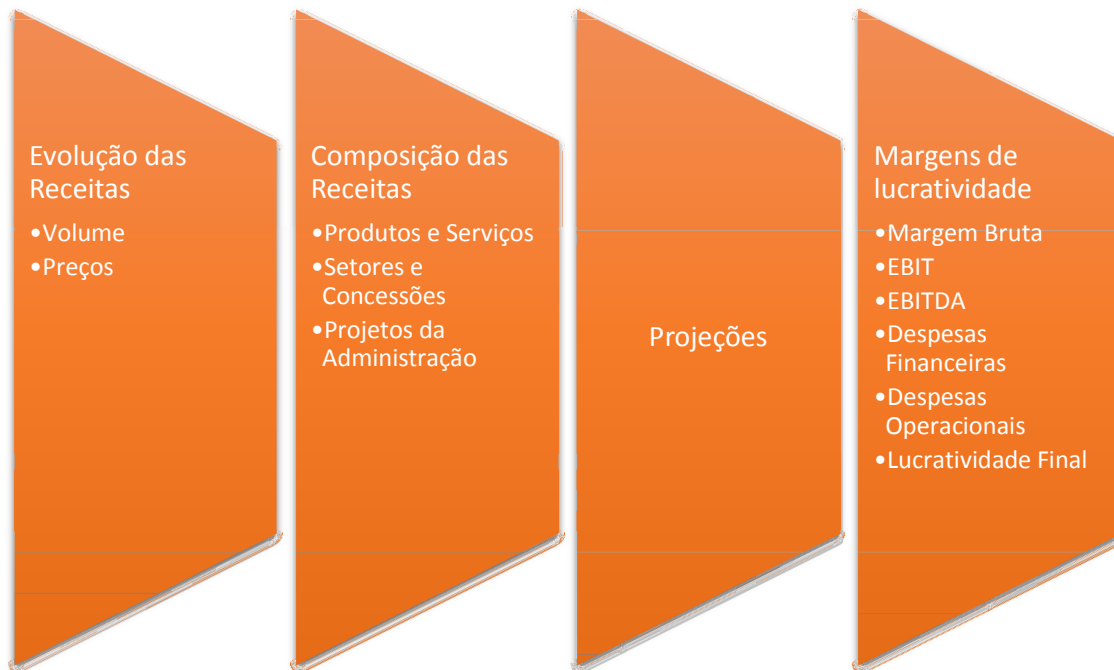 Evolução das
Receitas
•Volume
•Preços
Composição das
Receitas
•Produtos e Serviços
•Setores e
Concessões
•Projetos da
Administração
Projeções
Margens de
lucratividade
•Margem Bruta
•EBIT
•EBITDA
•Despesas
Financeiras
•Despesas
Operacionais
•Lucratividade Final